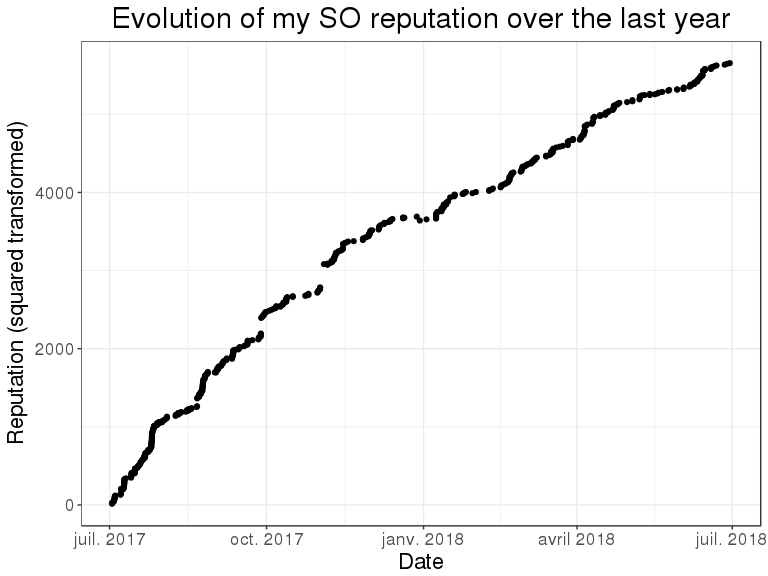 Evolution of my SO reputation over the last year
Reputation (squared transformed)
4000
2000
0
juil. 2017 oct. 2017 janv. 2018 avril 2018 juil. 2018
Date